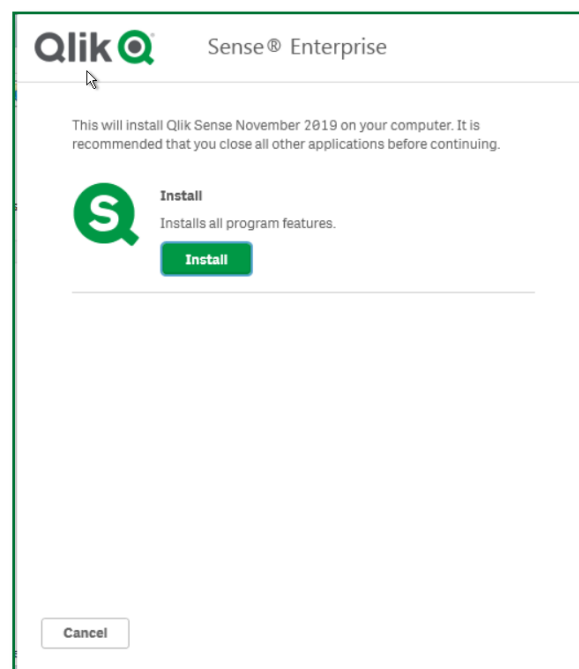 Qlik Sense® Enterprise
This will install Qlik Sense November 2019 on your computer. It is
recommended that you close all other applications before continuing.
S
Install
Installs all program features.
Install
Cancel